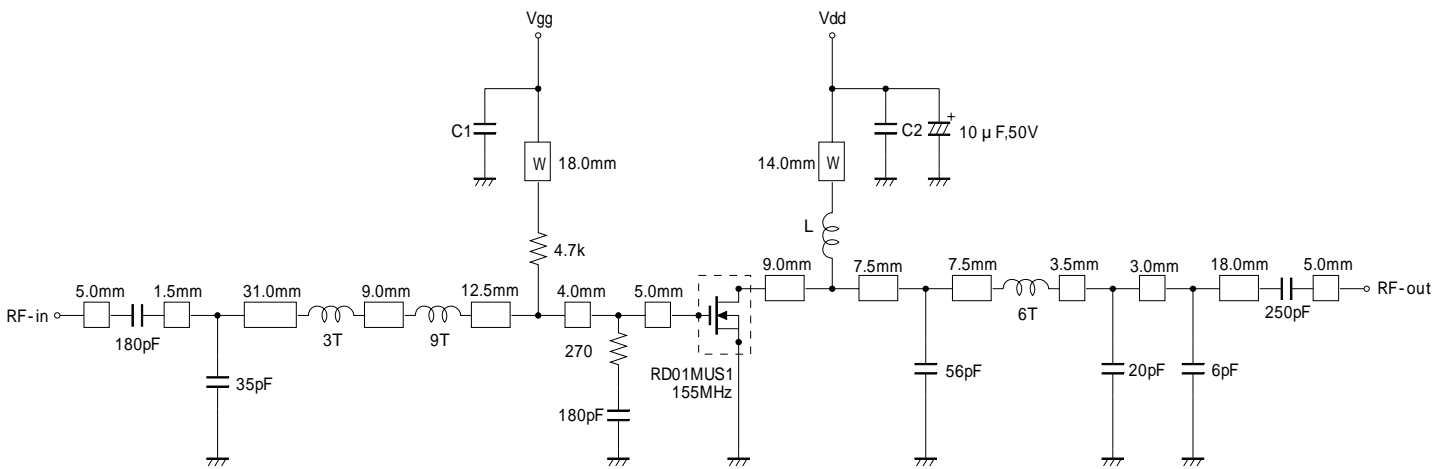 Vgg
Vdd
C1
C2
+
10 µF,50V
W
18.0mm
14.0mm
W
L
4.7k
5.0mm
1.5mm
31.0mm
9.0mm
12.5mm
4.0mm
5.0mm
9.0mm
7.5mm
7.5mm
3.5mm
3.0mm
18.0mm
5.0mm
RF-in
RF-out
180pF
3T
9T
270
6T
250pF
35pF
RD01MUS1
155MHz
56pF
20pF
6pF
180pF